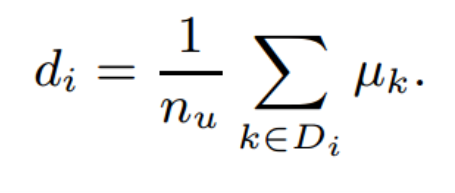 $d_i = \frac{1}{n_u} \sum_{k \in D_i} \mu_k.$